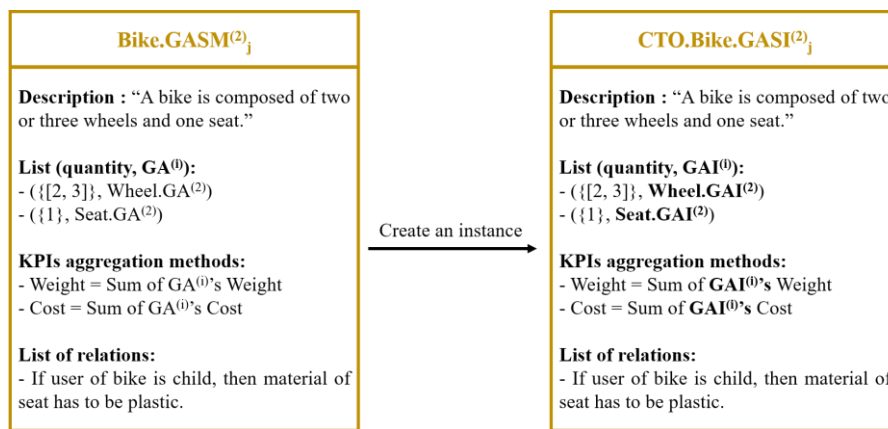 Bike.GASM⁽²⁾ⱼ
Description : “A bike is composed of two
or three wheels and one seat.”
List (quantity, GA⁽ⁱ⁾):
- ({[2, 3]}, Wheel.GA⁽²⁾)
- ({1}, Seat.GA⁽²⁾)
KPIs aggregation methods:
- Weight = Sum of GA⁽ⁱ⁾’s Weight
- Cost = Sum of GA⁽ⁱ⁾’s Cost
List of relations:
- If user of bike is child, then material of
seat has to be plastic.
Create an instance
CTO.Bike.GASI⁽²⁾ⱼ
Description : “A bike is composed of two
or three wheels and one seat.”
List (quantity, GAI⁽ⁱ⁾):
- ({[2, 3]}, Wheel.GAI⁽²⁾)
- ({1}, Seat.GAI⁽²⁾)
KPIs aggregation methods:
- Weight = Sum of GAI⁽ⁱ⁾’s Weight
- Cost = Sum of GAI⁽ⁱ⁾’s Cost
List of relations:
- If user of bike is child, then material of
seat has to be plastic.